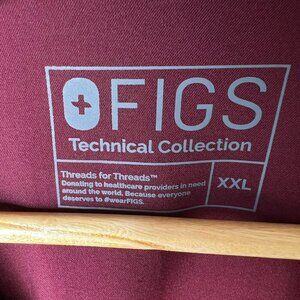 FIGS
Technical Collection
Threads for Threads™
Donating to healthcare providers in need
around the world. Because everyone
deserves to #wearFIGS.
XXL